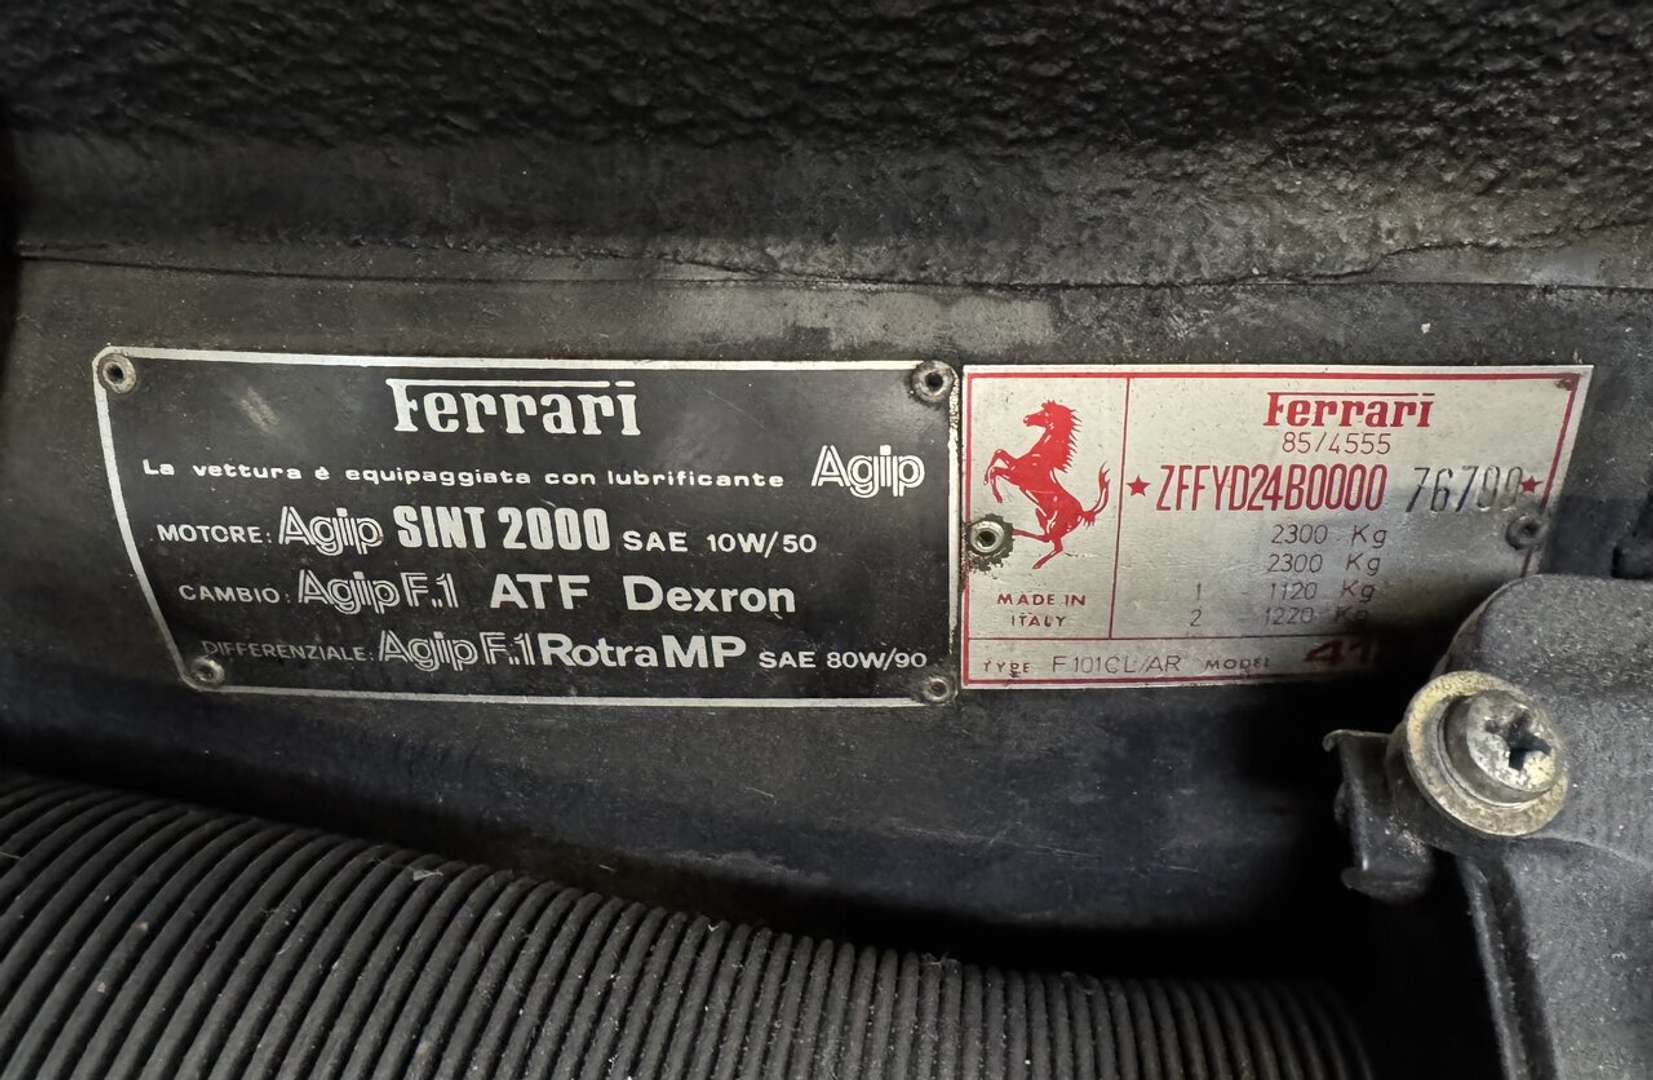 Ferrari
La vettura è equipaggiata con lubrificante Agip
MOTORE: Agip SINT 2000 SAE 10W/50
CAMBIO: Agip F.1 ATF Dexron
DIFFERENZIALE: Agip F.1 Rotra MP SAE 80W/90
Ferrari
85/4555
★ ZFFYD24B0000 ★
2300 Kg
2300 Kg
1 - 1120 Kg
2 - 1220 Kg
MADE IN
ITALY
TYPE F101CL/AR MODEL